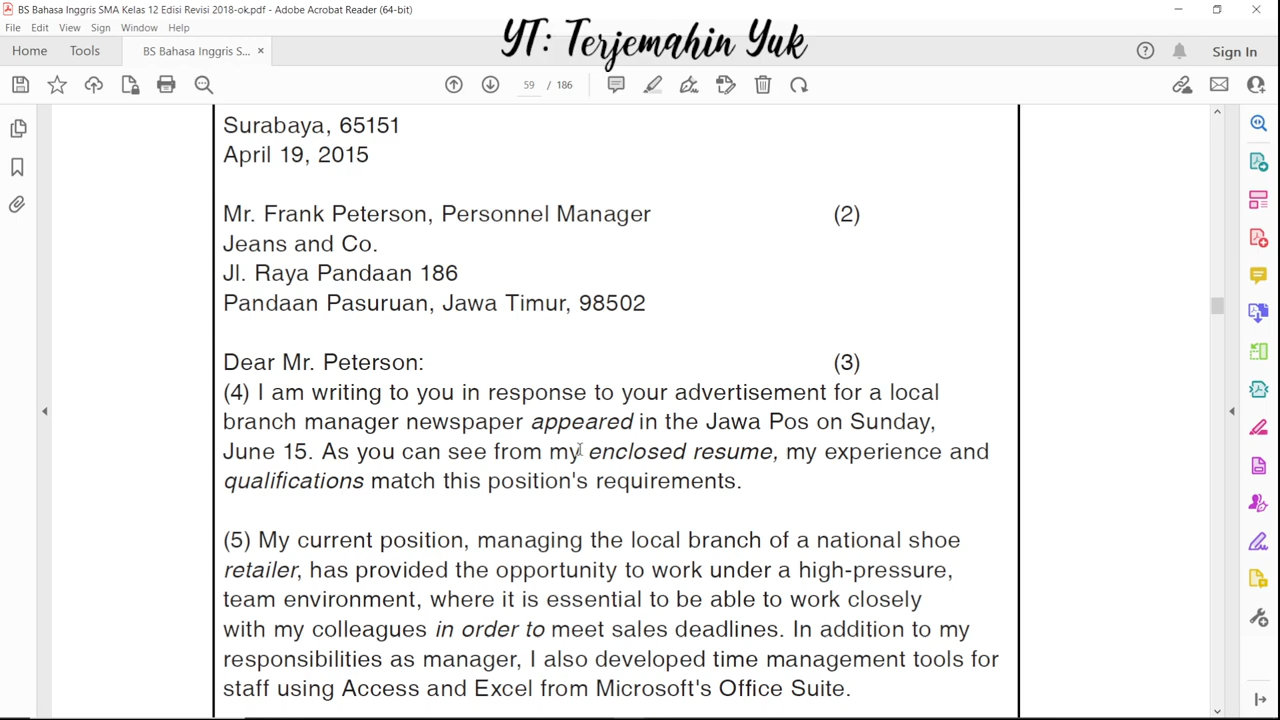 BS Bahasa Inggris SMA Kelas 12 Edisi Revisi 2018-ok.pdf - Adobe Acrobat Reader (64-bit)
File Edit View Sign Window Help
YT: Terjemahin Yuk
Home Tools BS Bahasa Inggris S... × Sign In
59 / 186
Surabaya, 65151
April 19, 2015
Mr. Frank Peterson, Personnel Manager (2)
Jeans and Co.
Jl. Raya Pandaan 186
Pandaan Pasuruan, Jawa Timur, 98502
Dear Mr. Peterson: (3)
(4) I am writing to you in response to your advertisement for a local
branch manager newspaper appeared in the Jawa Pos on Sunday,
June 15. As you can see from my enclosed resume, my experience and
qualifications match this position's requirements.
(5) My current position, managing the local branch of a national shoe
retailer, has provided the opportunity to work under a high-pressure,
team environment, where it is essential to be able to work closely
with my colleagues in order to meet sales deadlines. In addition to my
responsibilities as manager, I also developed time management tools for
staff using Access and Excel from Microsoft's Office Suite.